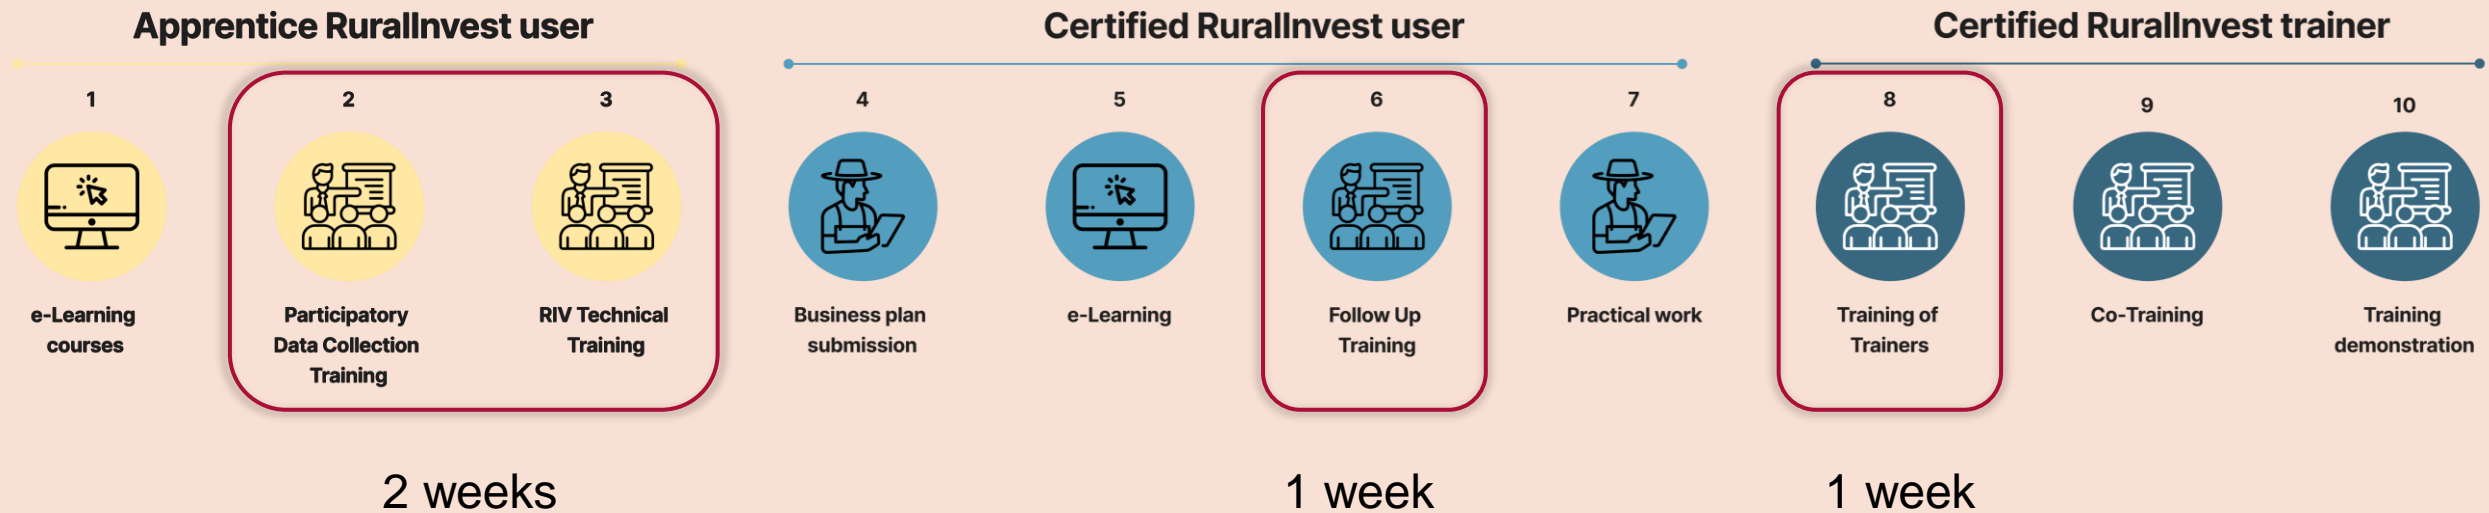 Apprentice RuralInvest user
1
2
3
e-Learning
courses
Participatory
Data Collection
Training
RIV Technical
Training
2 weeks
Certified RuralInvest user
4
5
6
7
Business plan
submission
e-Learning
Follow Up
Training
Practical work
1 week
Certified RuralInvest trainer
8
9
10
Training of
Trainers
Co-Training
Training
demonstration
1 week